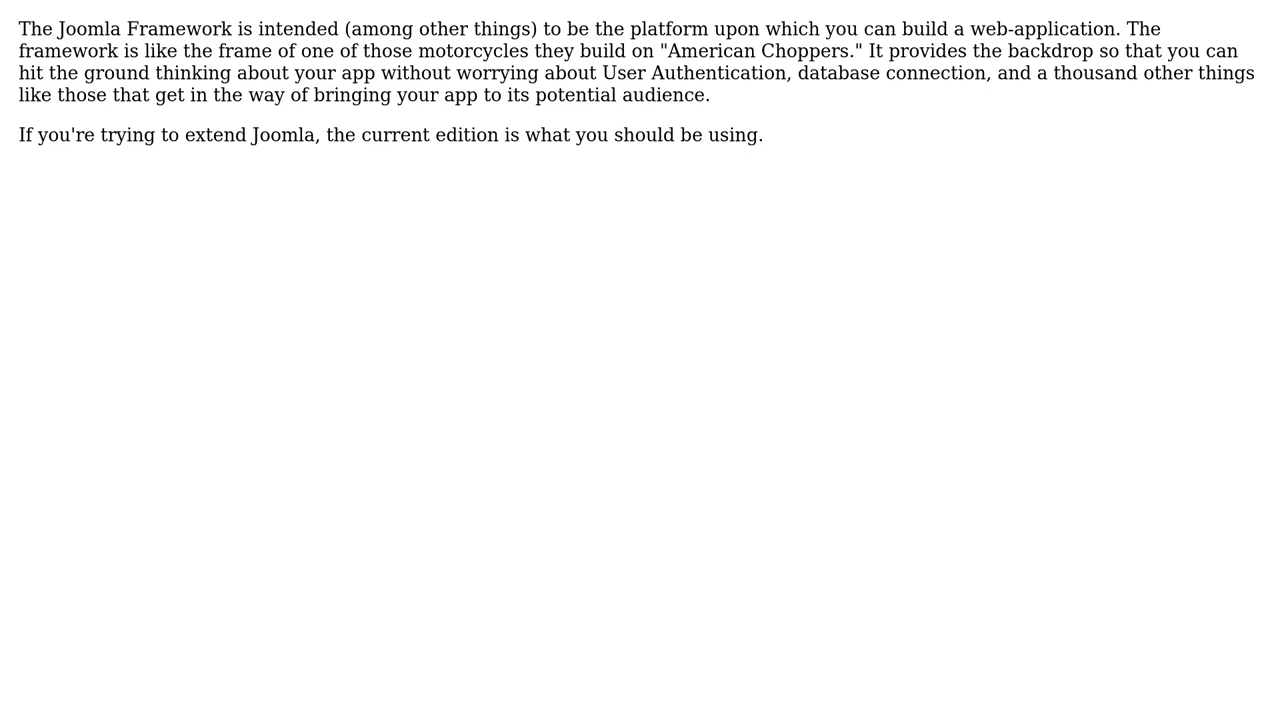 The Joomla Framework is intended (among other things) to be the platform upon which you can build a web-application. The
framework is like the frame of one of those motorcycles they build on "American Choppers." It provides the backdrop so that you can
hit the ground thinking about your app without worrying about User Authentication, database connection, and a thousand other things
like those that get in the way of bringing your app to its potential audience.
If you're trying to extend Joomla, the current edition is what you should be using.